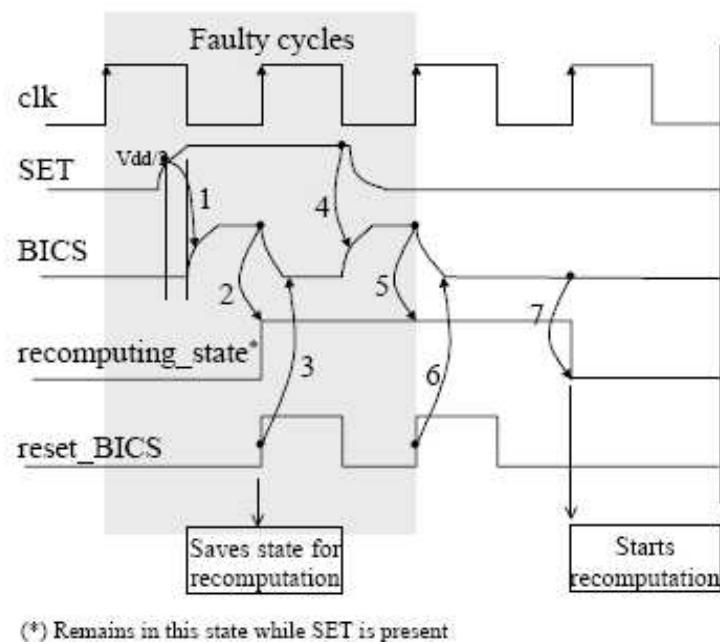 Faulty cycles
clk
Vdd/2
SET
1
4
BICS
2
5
7
recomputing_state*
3
6
reset_BICS
Saves state for
recomputation
Starts
recomputation
(*) Remains in this state while SET is present